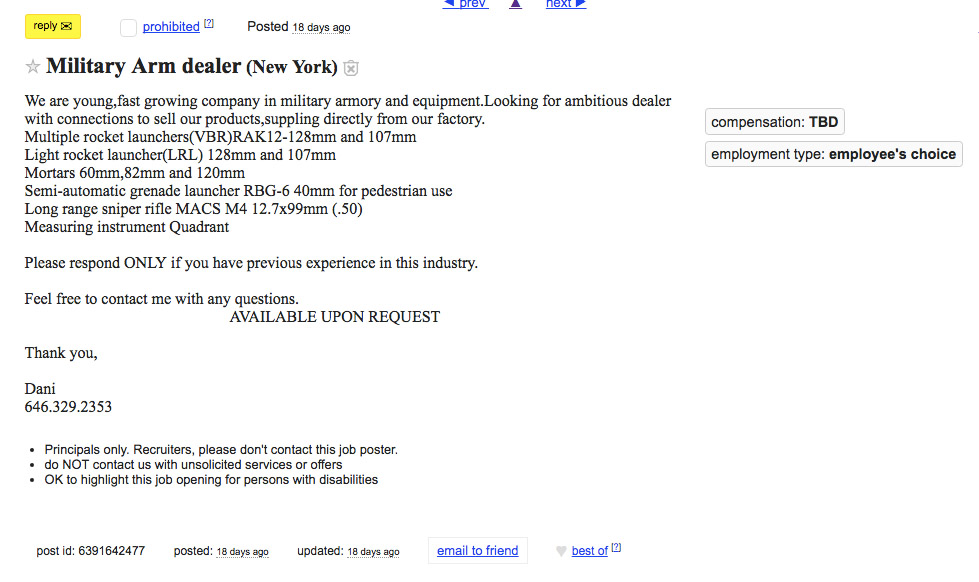 ◀ prev ▲ next ▶
reply ✉ prohibited [?] Posted 18 days ago
☆ Military Arm dealer (New York)
We are young,fast growing company in military armory and equipment.Looking for ambitious dealer
with connections to sell our products,suppling directly from our factory.
Multiple rocket launchers(VBR)RAK12-128mm and 107mm
Light rocket launcher(LRL) 128mm and 107mm
Mortars 60mm,82mm and 120mm
Semi-automatic grenade launcher RBG-6 40mm for pedestrian use
Long range sniper rifle MACS M4 12.7x99mm (.50)
Measuring instrument Quadrant
Please respond ONLY if you have previous experience in this industry.
Feel free to contact me with any questions.
AVAILABLE UPON REQUEST
Thank you,
Dani
646.329.2353
• Principals only. Recruiters, please don't contact this job poster.
• do NOT contact us with unsolicited services or offers
• OK to highlight this job opening for persons with disabilities
compensation: TBD
employment type: employee's choice
post id: 6391642477 posted: 18 days ago updated: 18 days ago email to friend ♥ best of [?]